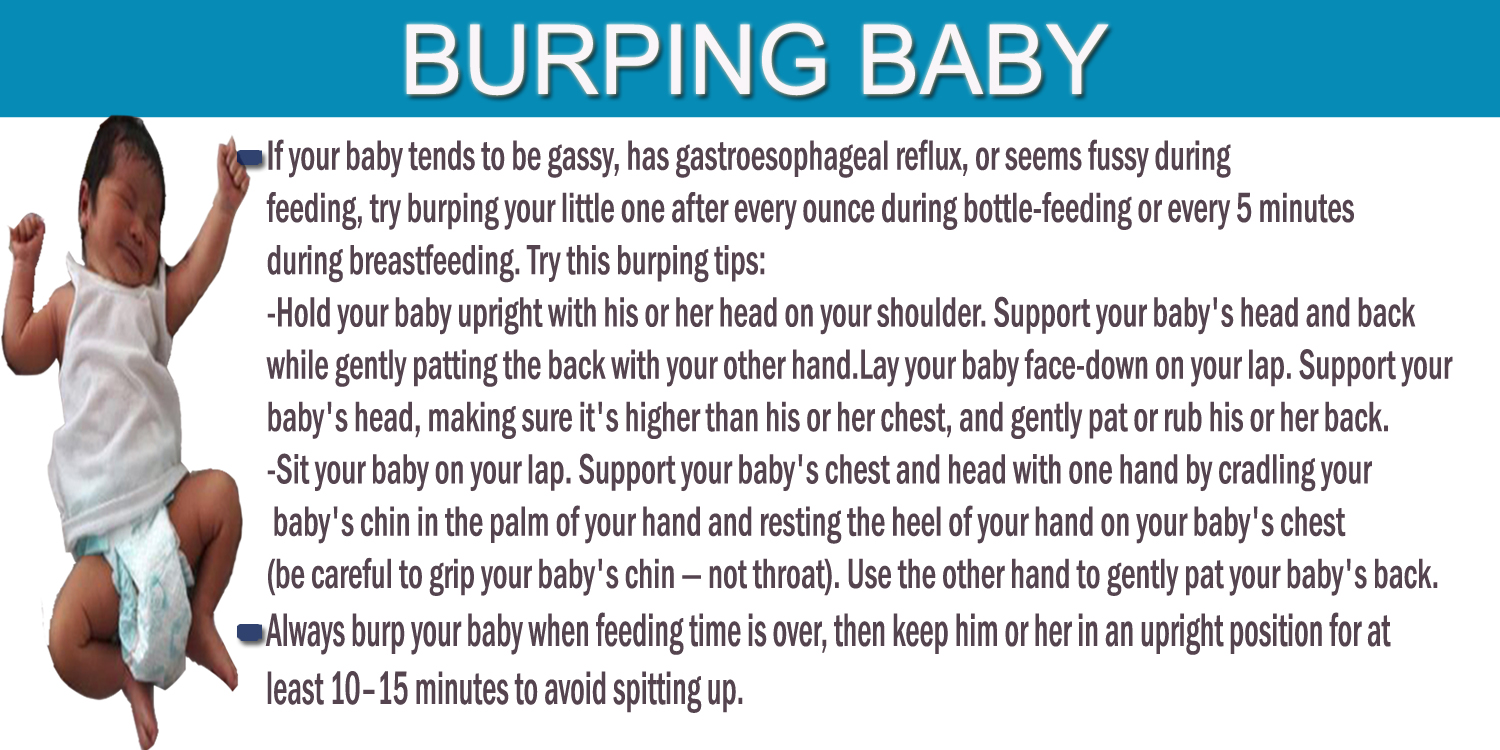 BURPING BABY
If your baby tends to be gassy, has gastroesophageal reflux, or seems fussy during
feeding, try burping your little one after every ounce during bottle-feeding or every 5 minutes
during breastfeeding. Try this burping tips:
-Hold your baby upright with his or her head on your shoulder. Support your baby's head and back
while gently patting the back with your other hand.Lay your baby face-down on your lap. Support your
baby's head, making sure it's higher than his or her chest, and gently pat or rub his or her back.
-Sit your baby on your lap. Support your baby's chest and head with one hand by cradling your
baby's chin in the palm of your hand and resting the heel of your hand on your baby's chest
(be careful to grip your baby's chin — not throat). Use the other hand to gently pat your baby's back.
Always burp your baby when feeding time is over, then keep him or her in an upright position for at
least 10–15 minutes to avoid spitting up.